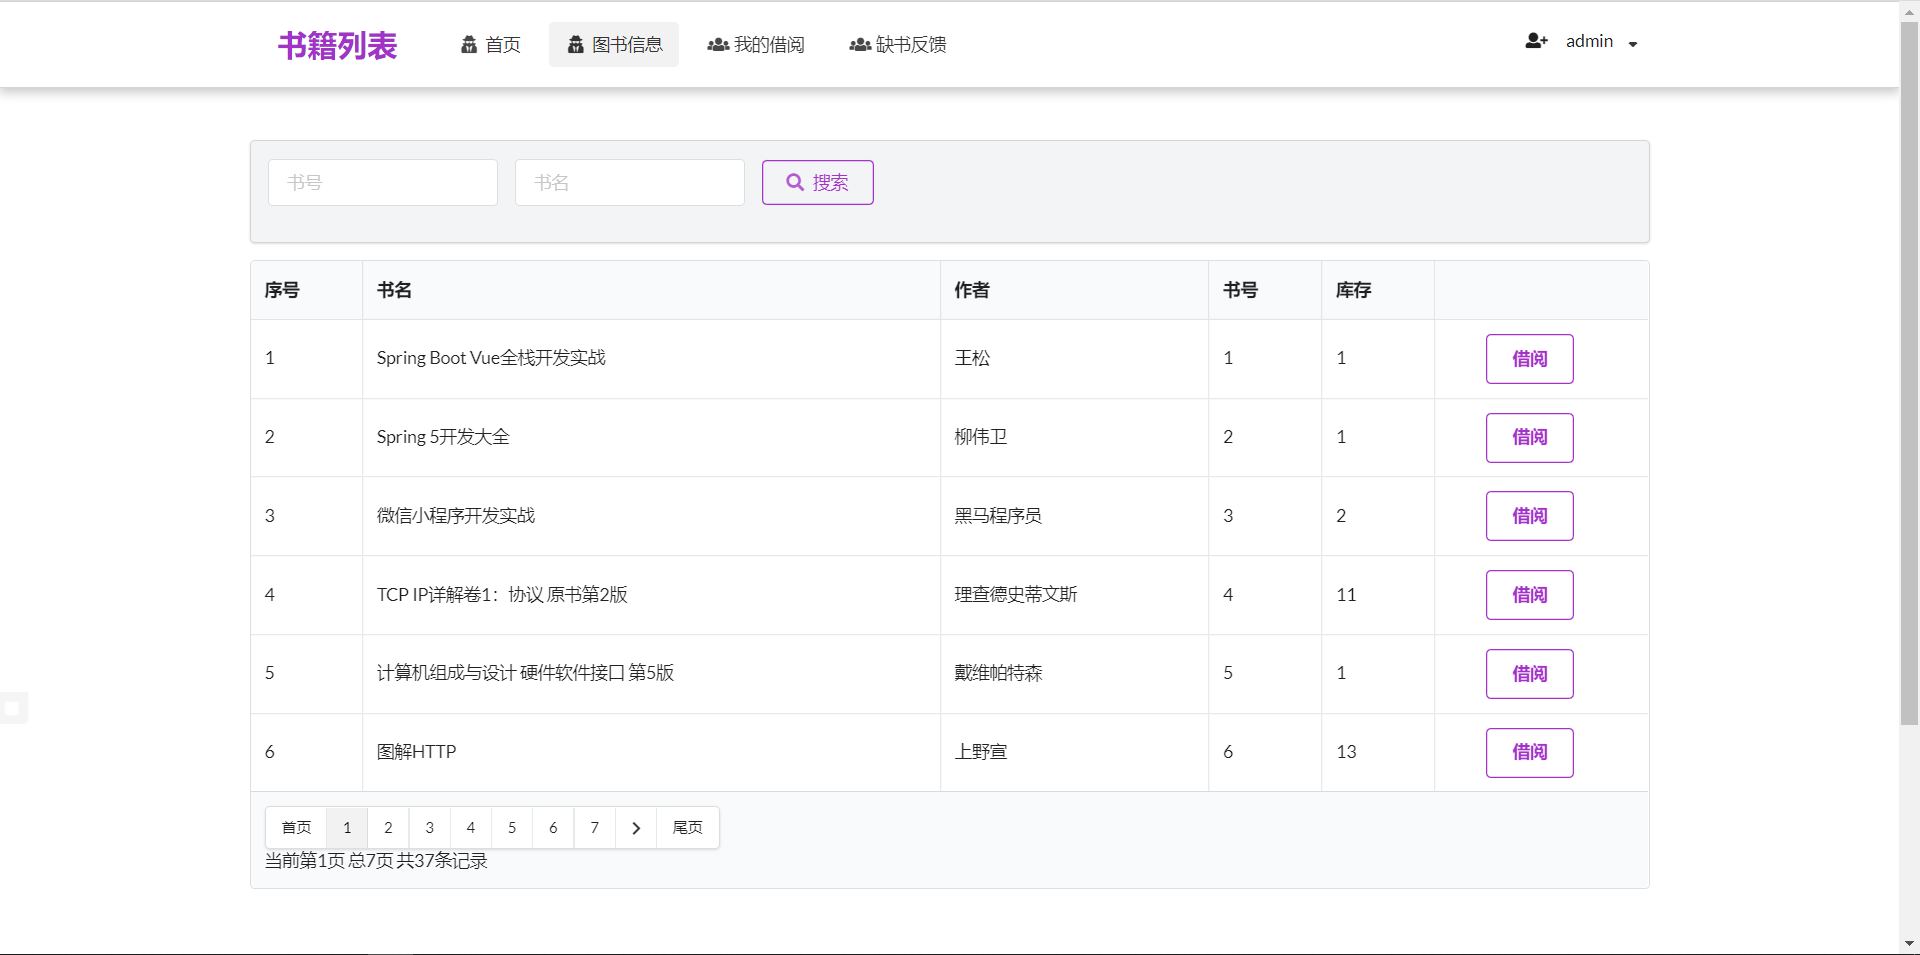 书籍列表 首页 图书信息 我的借阅 缺书反馈 admin
书号 书名 搜索
序号 书名 作者 书号 库存
1 Spring Boot Vue全栈开发实战 王松 1 1 借阅
2 Spring 5开发大全 柳伟卫 2 1 借阅
3 微信小程序开发实战 黑马程序员 3 2 借阅
4 TCP IP详解卷1：协议 原书第2版 理查德史蒂文斯 4 11 借阅
5 计算机组成与设计 硬件软件接口 第5版 戴维帕特森 5 1 借阅
6 图解HTTP 上野宣 6 13 借阅
首页 1 2 3 4 5 6 7 尾页
当前第1页 总7页 共37条记录